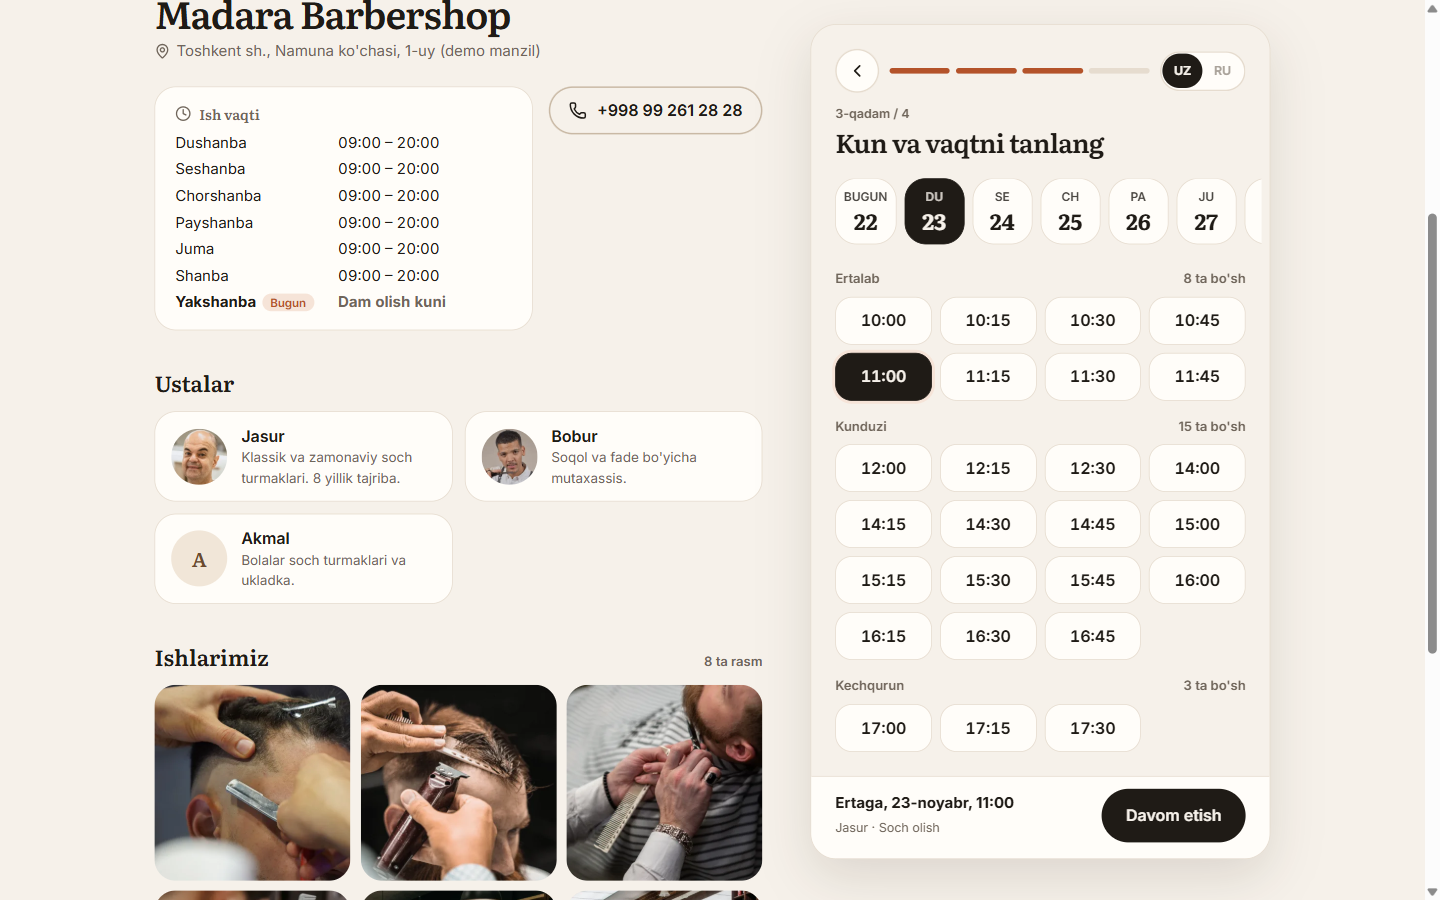 Madara Barbershop
Toshkent sh., Namuna ko'chasi, 1-uy (demo manzil)
Ish vaqti
Dushanba 09:00 – 20:00
Seshanba 09:00 – 20:00
Chorshanba 09:00 – 20:00
Payshanba 09:00 – 20:00
Juma 09:00 – 20:00
Shanba 09:00 – 20:00
Yakshanba Bugun Dam olish kuni
+998 99 261 28 28
Ustalar
Jasur
Klassik va zamonaviy soch
turmaklari. 8 yillik tajriba.
Bobur
Soqol va fade bo'yicha
mutaxassis.
A
Akmal
Bolalar soch turmaklari va
ukladka.
Ishlarimiz
8 ta rasm
UZ RU
3-qadam / 4
Kun va vaqtni tanlang
BUGUN DU SE CH PA JU
22 23 24 25 26 27
Ertalab 8 ta bo'sh
10:00 10:15 10:30 10:45
11:00 11:15 11:30 11:45
Kunduzi 15 ta bo'sh
12:00 12:15 12:30 14:00
14:15 14:30 14:45 15:00
15:15 15:30 15:45 16:00
16:15 16:30 16:45
Kechqurun 3 ta bo'sh
17:00 17:15 17:30
Ertaga, 23-noyabr, 11:00
Jasur · Soch olish
Davom etish